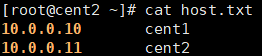 [root@cent2 ~]# cat host.txt
10.0.0.10       cent1
10.0.0.11       cent2